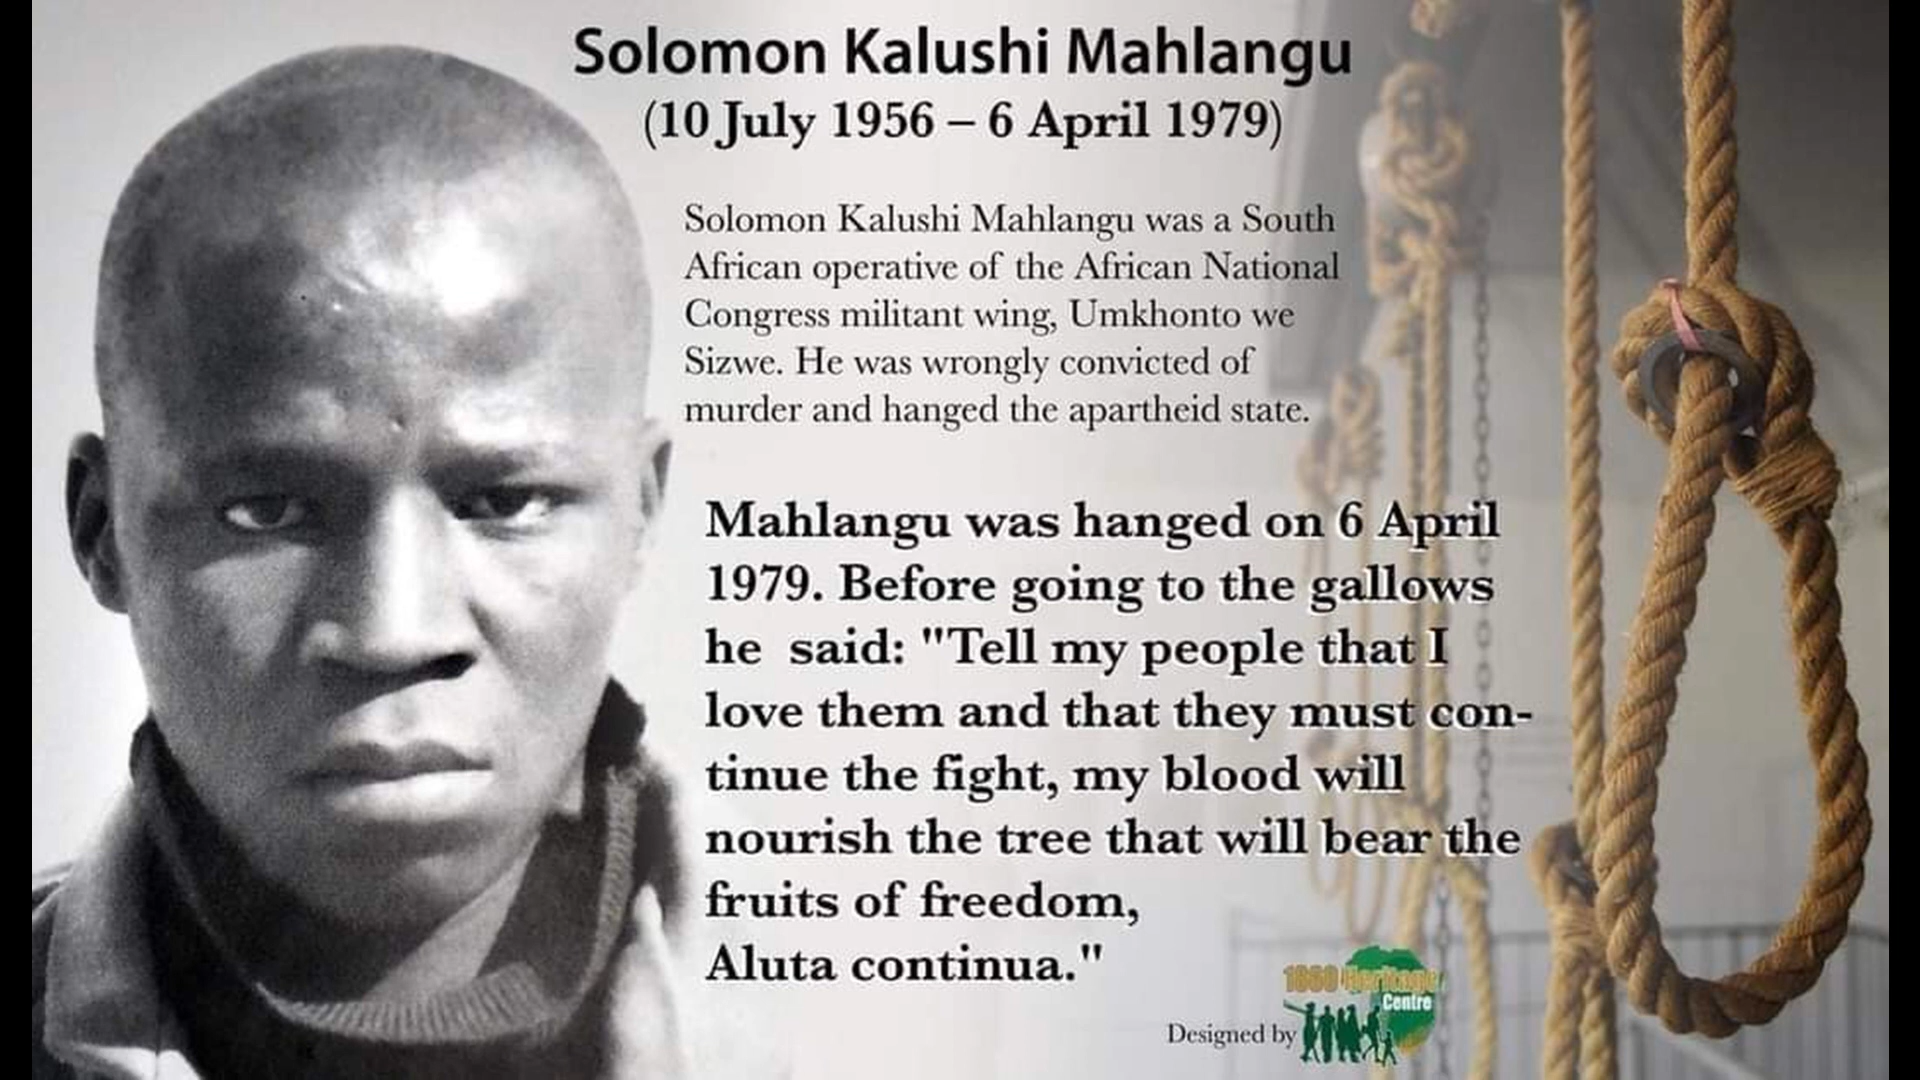 Solomon Kalushi Mahlangu
(10 July 1956 – 6 April 1979)
Solomon Kalushi Mahlangu was a South
African operative of the African National
Congress militant wing, Umkhonto we
Sizwe. He was wrongly convicted of
murder and hanged the apartheid state.
Mahlangu was hanged on 6 April
1979. Before going to the gallows
he said: "Tell my people that I
love them and that they must con-
tinue the fight, my blood will
nourish the tree that will bear the
fruits of freedom,
Aluta continua."
Heritage
Centre
Designed by